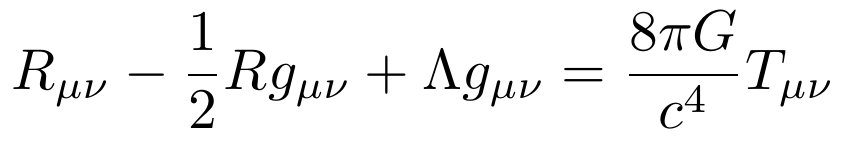 R_{\mu\nu} - \frac{1}{2} R g_{\mu\nu} + \Lambda g_{\mu\nu} = \frac{8\pi G}{c^4} T_{\mu\nu}